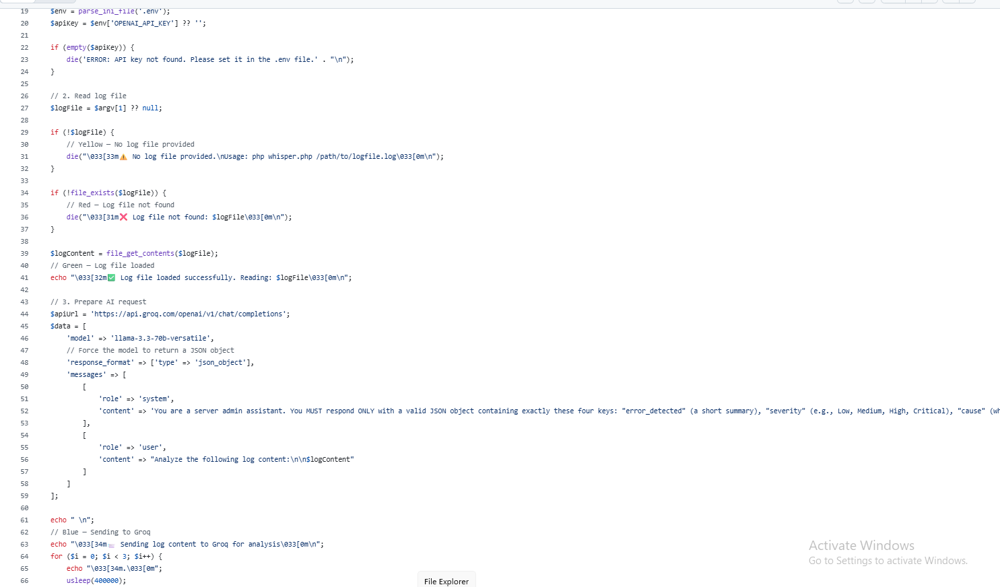 19 $env = parse_ini_file('.env');
20 $apiKey = $env['OPENAI_API_KEY'] ?? '';
21
22 if (empty($apiKey)) {
23     die('ERROR: API key not found. Please set it in the .env file.' . "\n");
24 }
25
26 // 2. Read log file
27 $logFile = $argv[1] ?? null;
28
29 if (!$logFile) {
30     // Yellow — No log file provided
31     die("\033[33m⚠️ No log file provided.\nUsage: php whisper.php /path/to/logfile.log\033[0m\n");
32 }
33
34 if (!file_exists($logFile)) {
35     // Red — Log file not found
36     die("\033[31m❌ Log file not found: $logFile\033[0m\n");
37 }
38
39 $logContent = file_get_contents($logFile);
40 // Green — Log file loaded
41 echo "\033[32m✅ Log file loaded successfully. Reading: $logFile\033[0m\n";
42
43 // 3. Prepare AI request
44 $apiUrl = 'https://api.groq.com/openai/v1/chat/completions';
45 $data = [
46     'model' => 'llama-3.3-70b-versatile',
47     // Force the model to return a JSON object
48     'response_format' => ['type' => 'json_object'],
49     'messages' => [
50         [
51             'role' => 'system',
52             'content' => 'You are a server admin assistant. You MUST respond ONLY with a valid JSON object containing exactly these four keys: "error_detected" (a short summary), "severity" (e.g., Low, Medium, High, Critical), "cause" (wh
53         ],
54         [
55             'role' => 'user',
56             'content' => "Analyze the following log content:\n\n$logContent"
57         ]
58     ]
59 ];
60
61 echo " \n";
62 // Blue — Sending to Groq
63 echo "\033[34m Sending log content to Groq for analysis\033[0m\n";
64 for ($i = 0; $i < 3; $i++) {
65     echo "\033[34m.\033[0m";
66     usleep(400000);
Activate Windows
Go to Settings to activate Windows.
File Explorer